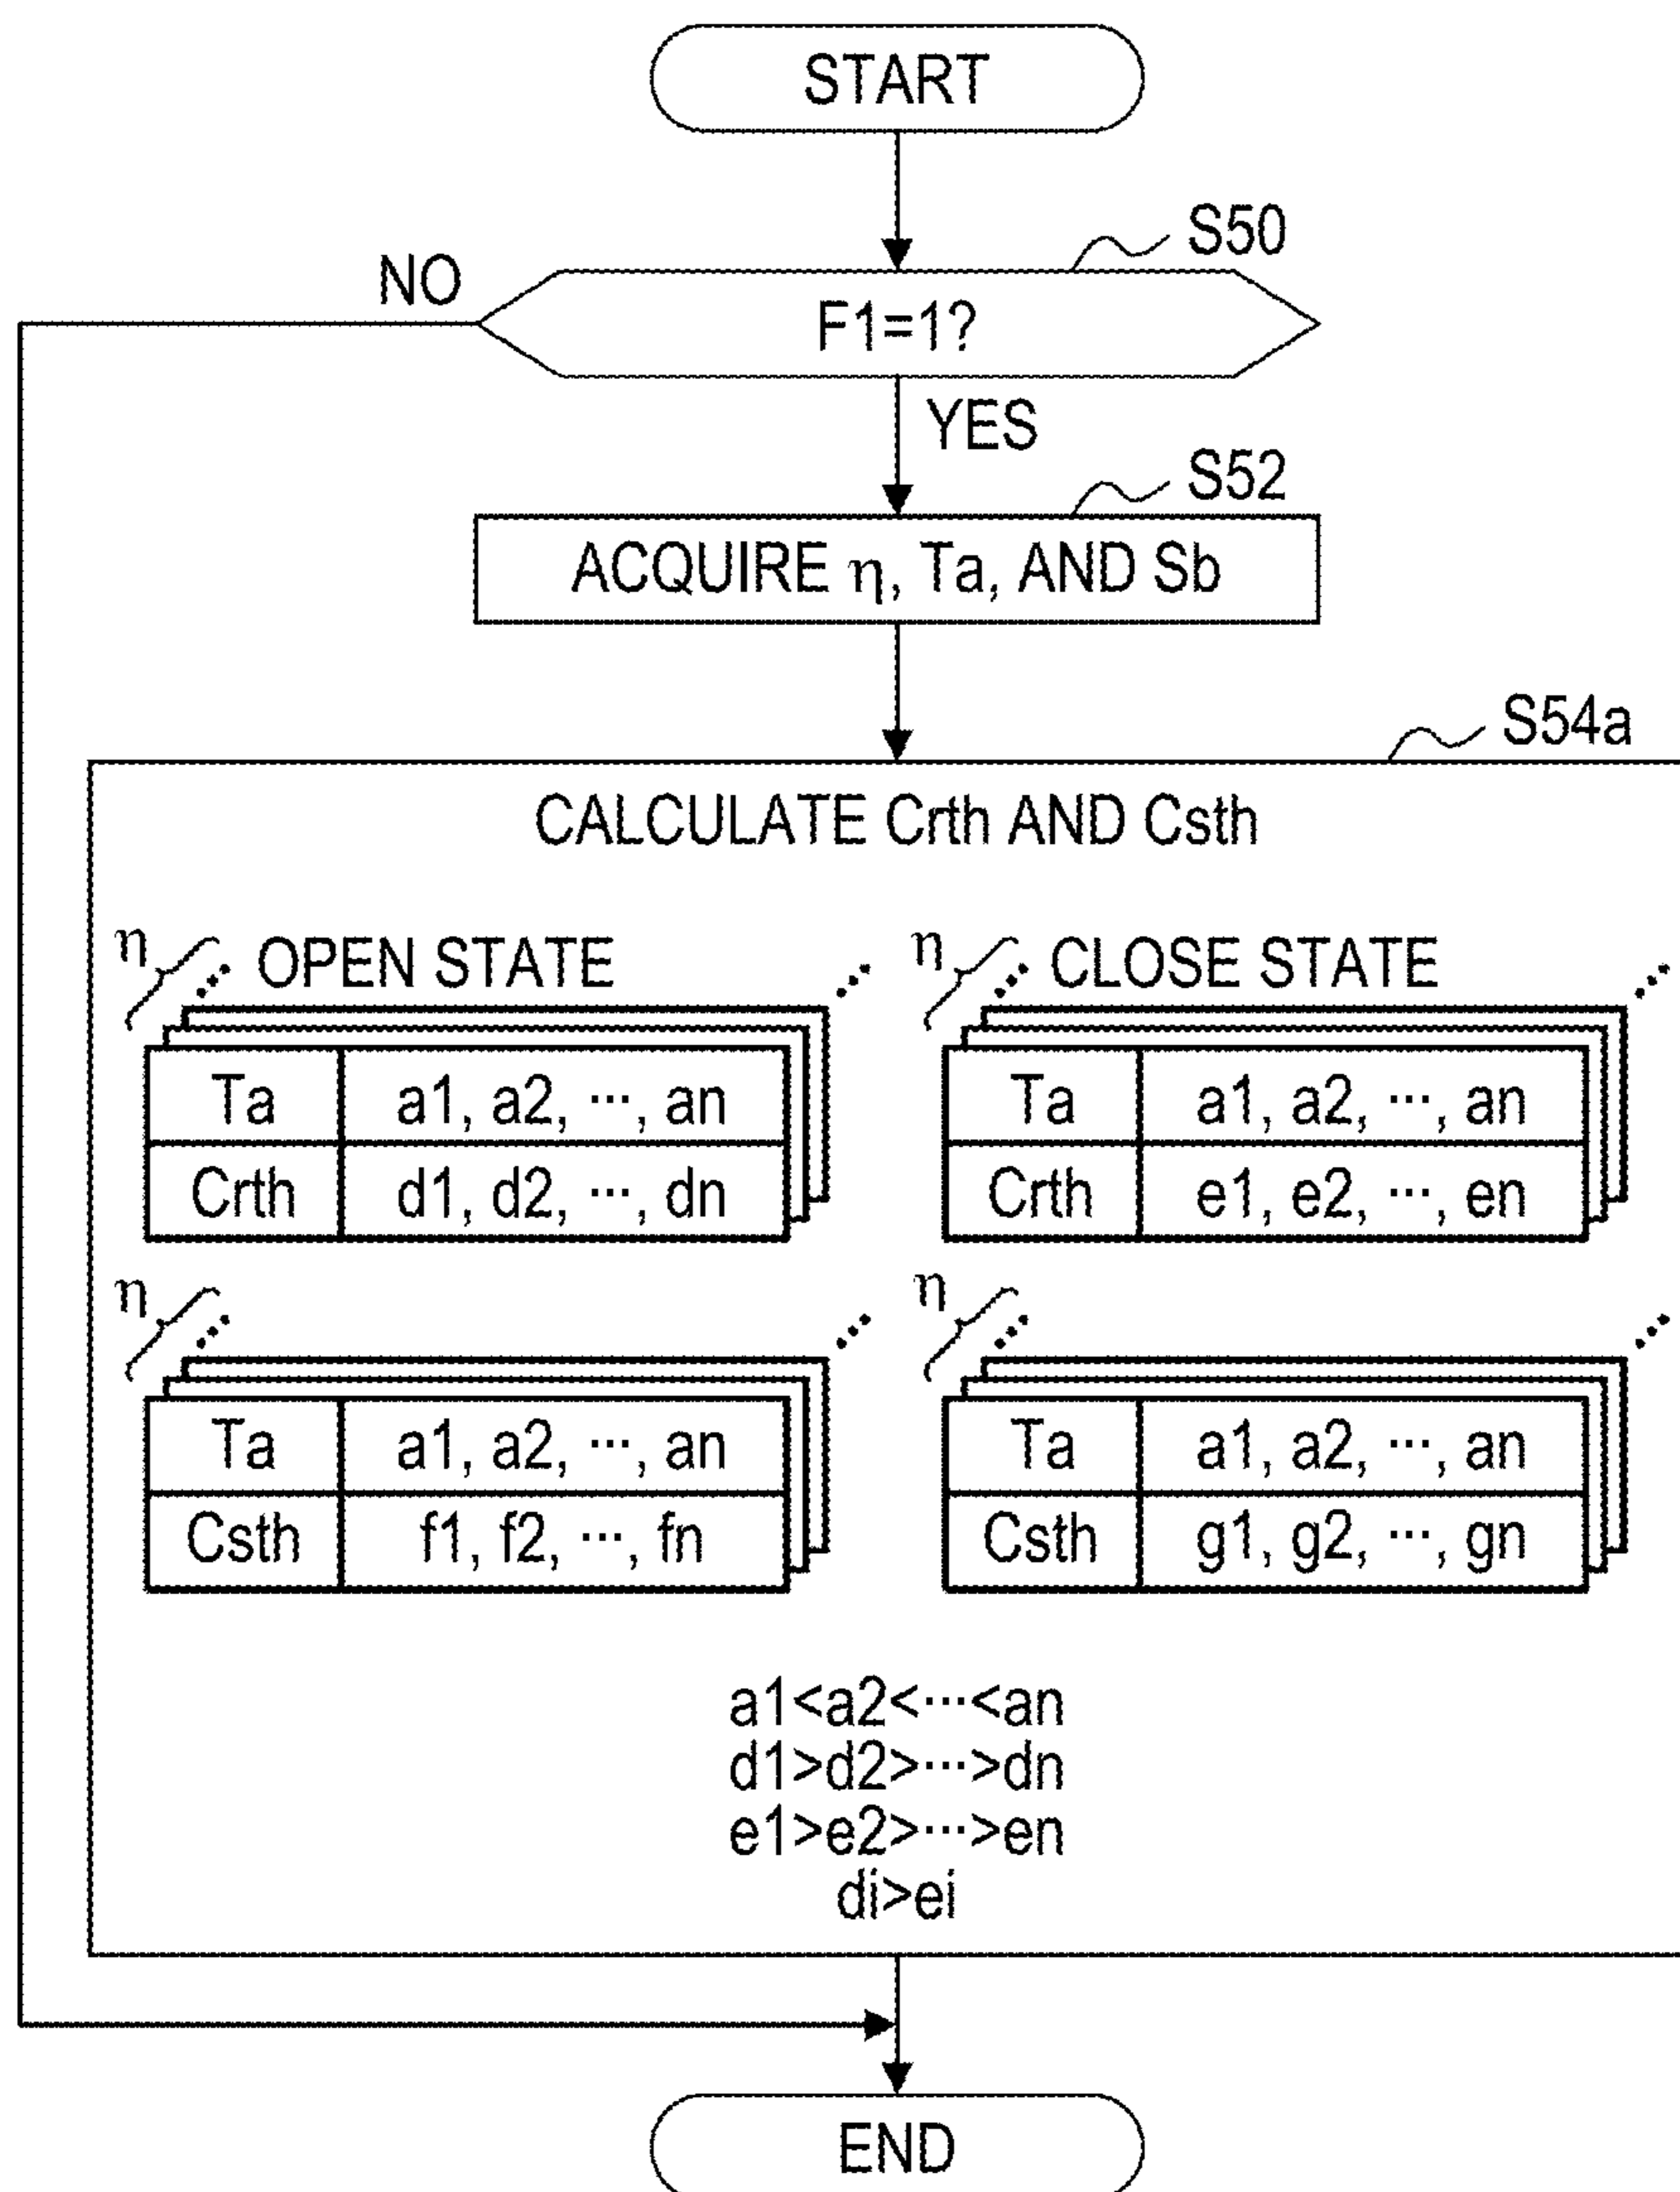 START
S50
NO
F1=1?
YES
S52
ACQUIRE η, Ta, AND Sb
S54a
CALCULATE Crth AND Csth
η OPEN STATE
η CLOSE STATE
Ta a1, a2, ···, an
Crth d1, d2, ···, dn
Ta a1, a2, ···, an
Crth e1, e2, ···, en
η
η
Ta a1, a2, ···, an
Csth f1, f2, ···, fn
Ta a1, a2, ···, an
Csth g1, g2, ···, gn
a1<a2<···<an
d1>d2>···>dn
e1>e2>···>en
di>ei
END